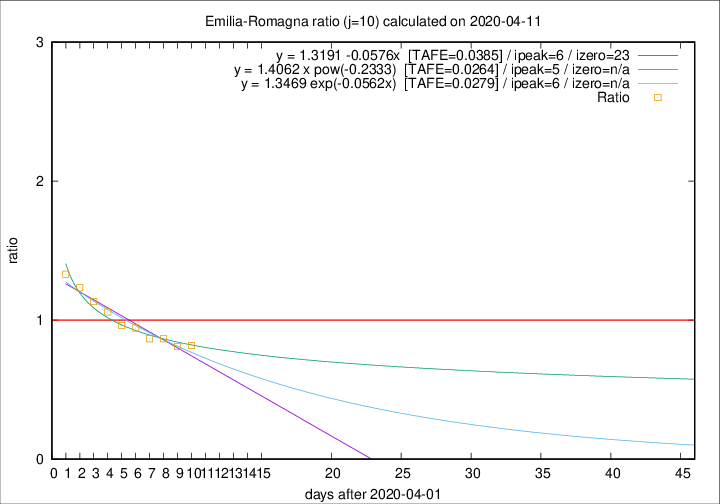 Emilia-Romagna ratio (j=10) calculated on 2020-04-11
y = 1.3191 -0.0576x [TAFE=0.0385] / ipeak=6 / izero=23
y = 1.4062 x pow(-0.2333) [TAFE=0.0264] / ipeak=5 / izero=n/a
y = 1.3469 exp(-0.0562x) [TAFE=0.0279] / ipeak=6 / izero=n/a
Ratio
3
2
1
0
ratio
0 1 2 3 4 5 6 7 8 9 10 11 12 13 14 15 20 25 30 35 40 45
days after 2020-04-01